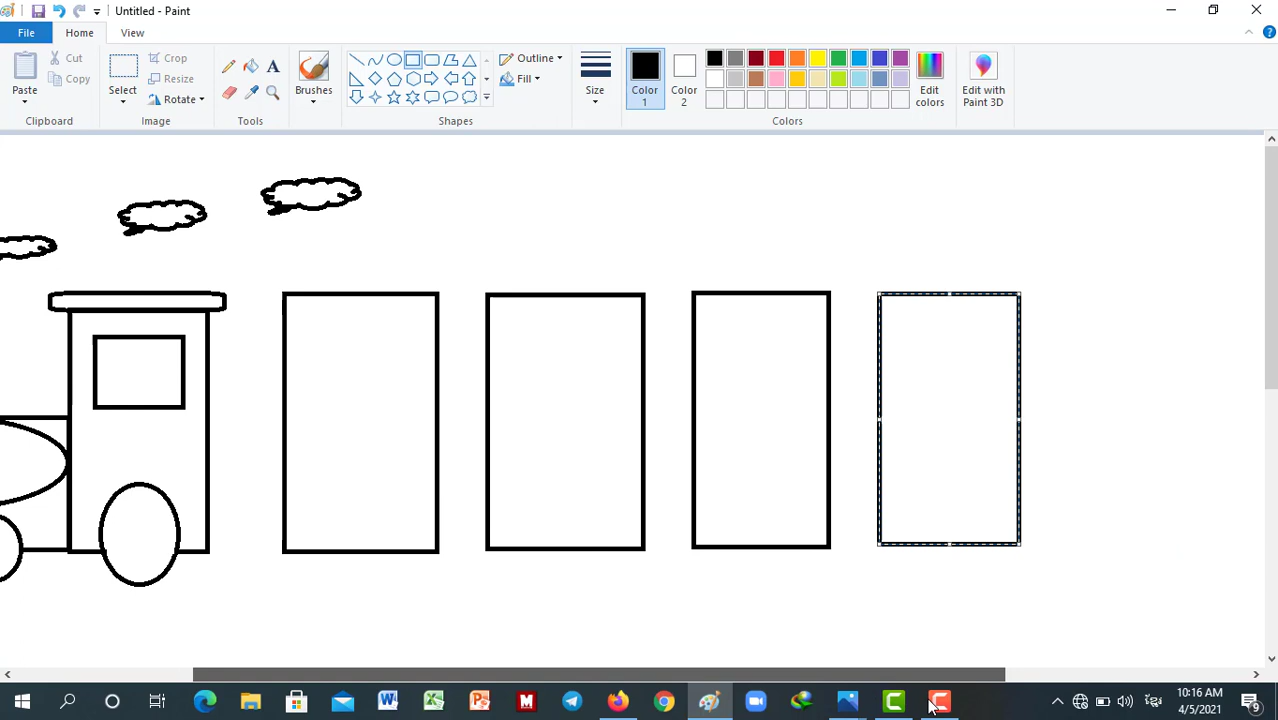 Untitled - Paint
File Home View
Paste
Cut
Copy
Clipboard
Select
Crop
Resize
Rotate
Image
A
Tools
Brushes
Outline
Fill
Shapes
Size
Color 1
Color 2
Edit colors
Colors
Edit with Paint 3D
10:16 AM
4/5/2021
9